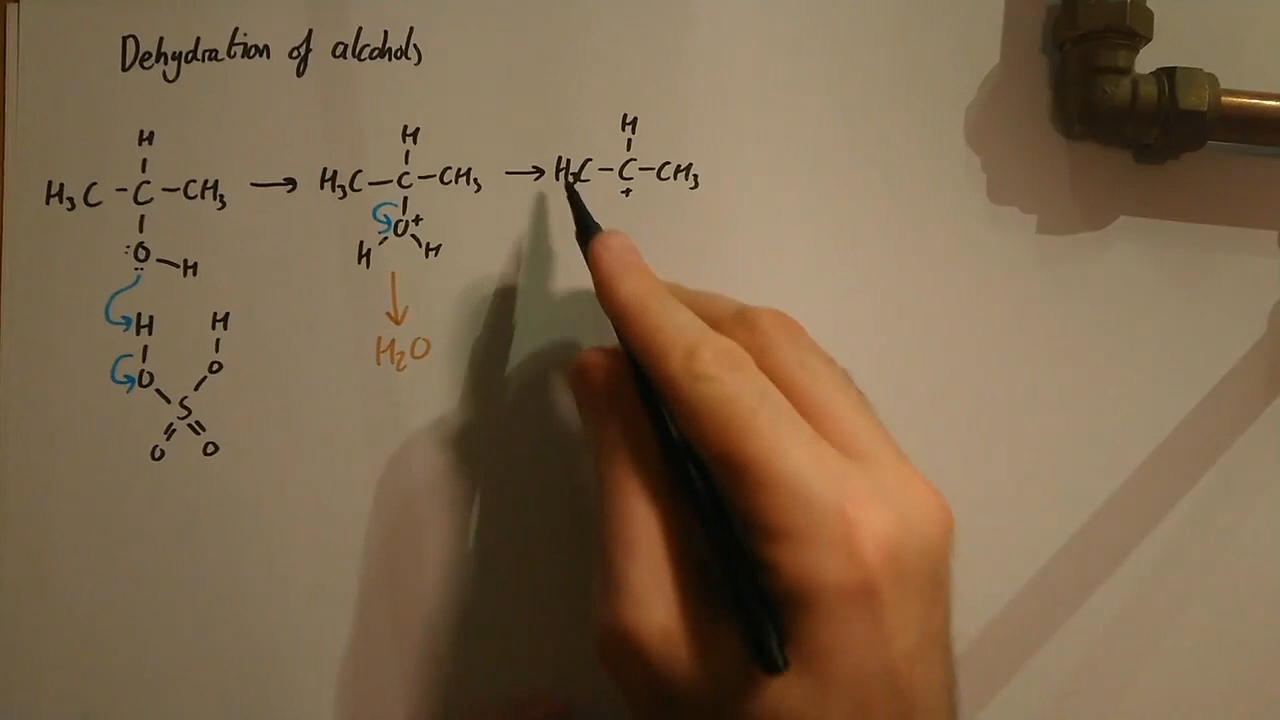 Dehydration of alcohols
H H H
H₃C - C - CH₃ → H₃C - C - CH₃ → H₃C - C - CH₃
+
:O - H O+
H H
H H H₂O
O O
S
O O